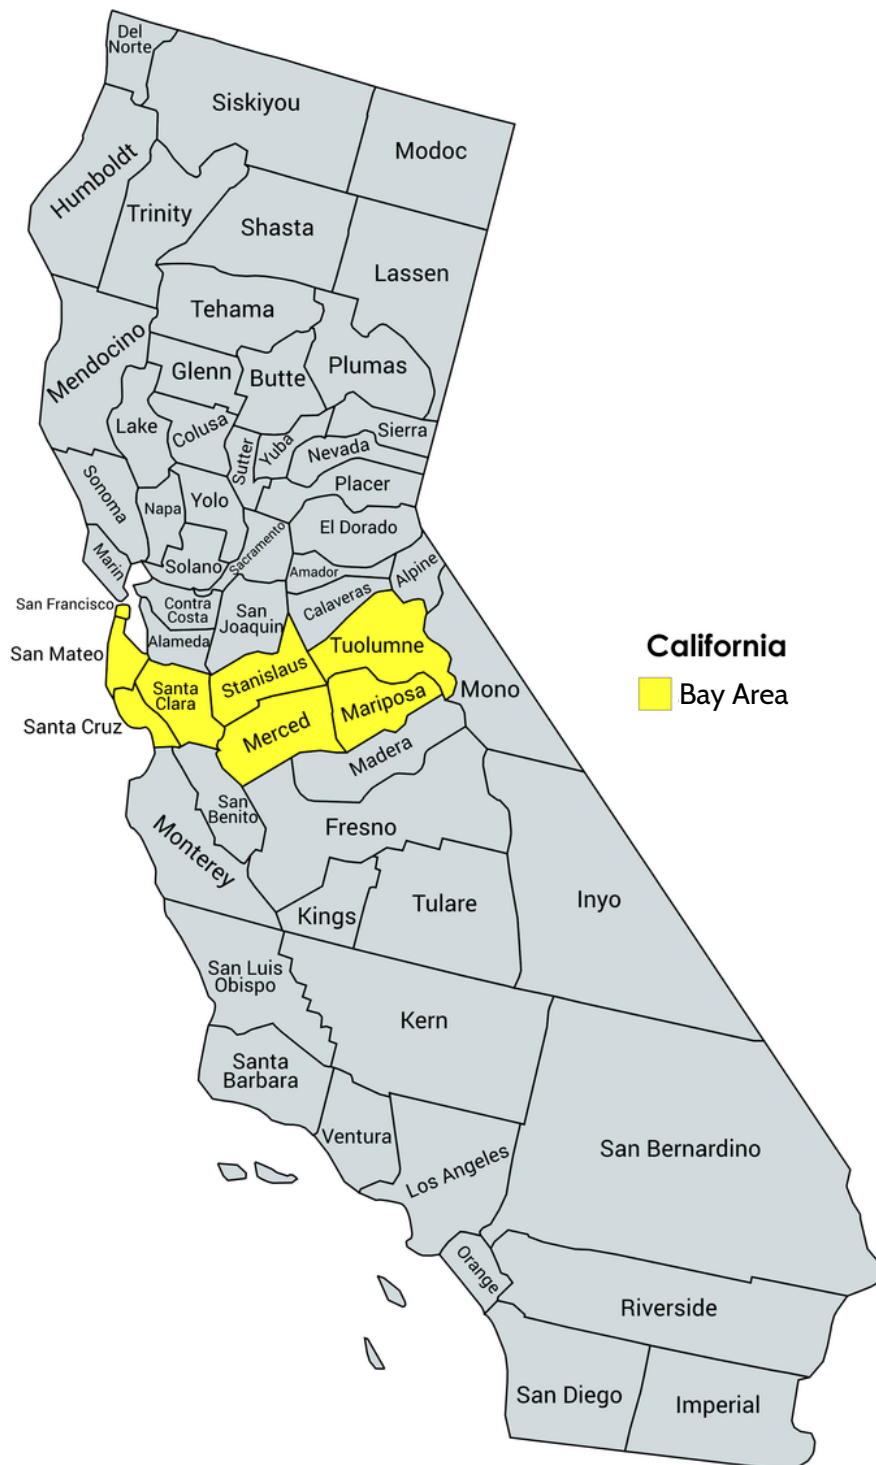 Del
Norte
Siskiyou
Modoc
Humboldt
Trinity
Shasta
Lassen
Tehama
Mendocino
Glenn
Butte
Plumas
Lake
Colusa
Sutter
Yuba
Sierra
Nevada
Placer
Sonoma
Napa
Yolo
El Dorado
Sacramento
Marin
Solano
Amador
Alpine
San Francisco
Contra
Costa
San
Joaquin
Calaveras
Alameda
Tuolumne
San Mateo
Santa
Clara
Stanislaus
Mariposa
Mono
California
Bay Area
Santa Cruz
Merced
Madera
San
Benito
Monterey
Fresno
Kings
Tulare
Inyo
San Luis
Obispo
Kern
Santa
Barbara
Ventura
Los Angeles
San Bernardino
Orange
Riverside
San Diego
Imperial